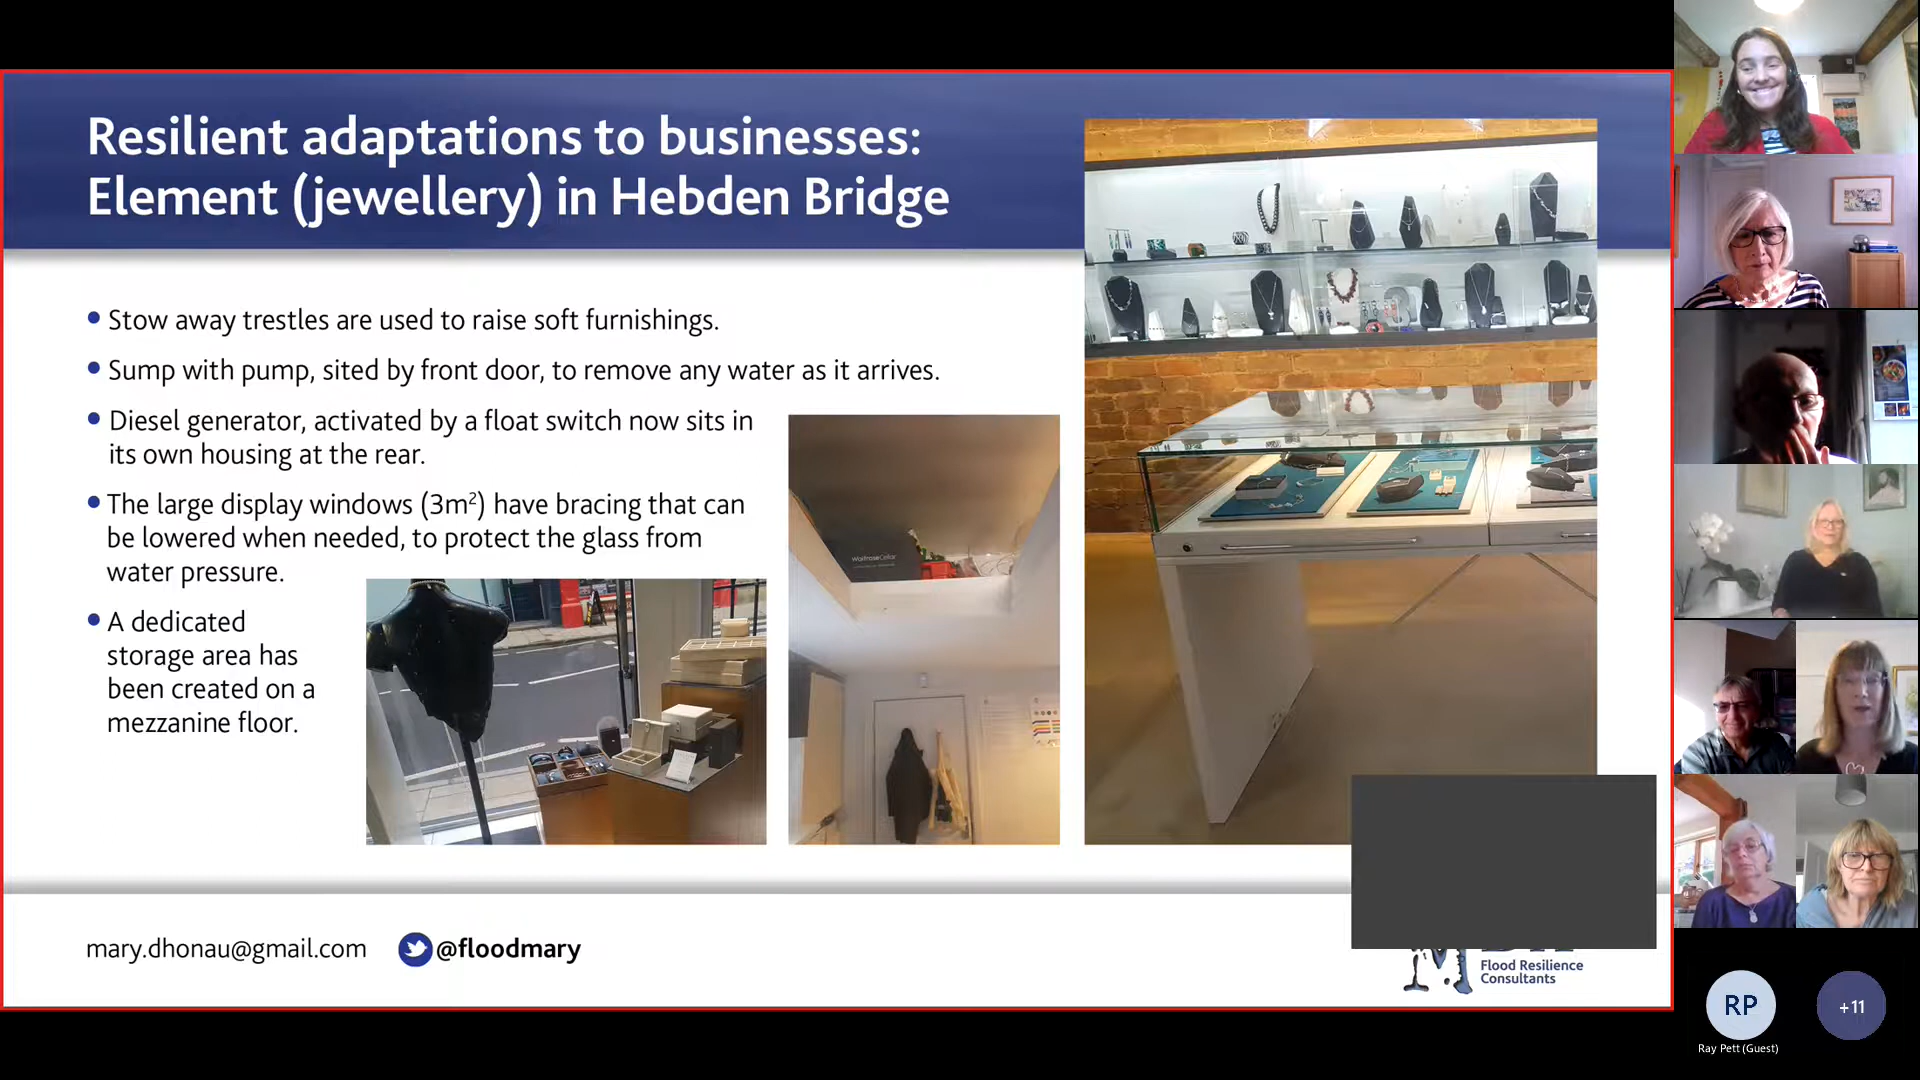 Resilient adaptations to businesses:
Element (jewellery) in Hebden Bridge
• Stow away trestles are used to raise soft furnishings.
• Sump with pump, sited by front door, to remove any water as it arrives.
• Diesel generator, activated by a float switch now sits in
its own housing at the rear.
• The large display windows (3m²) have bracing that can
be lowered when needed, to protect the glass from
water pressure.
• A dedicated
storage area has
been created on a
mezzanine floor.
WaitroseCellar
mary.dhonau@gmail.com
@floodmary
Flood Resilience
Consultants
RP
+11
Ray Pett (Guest)